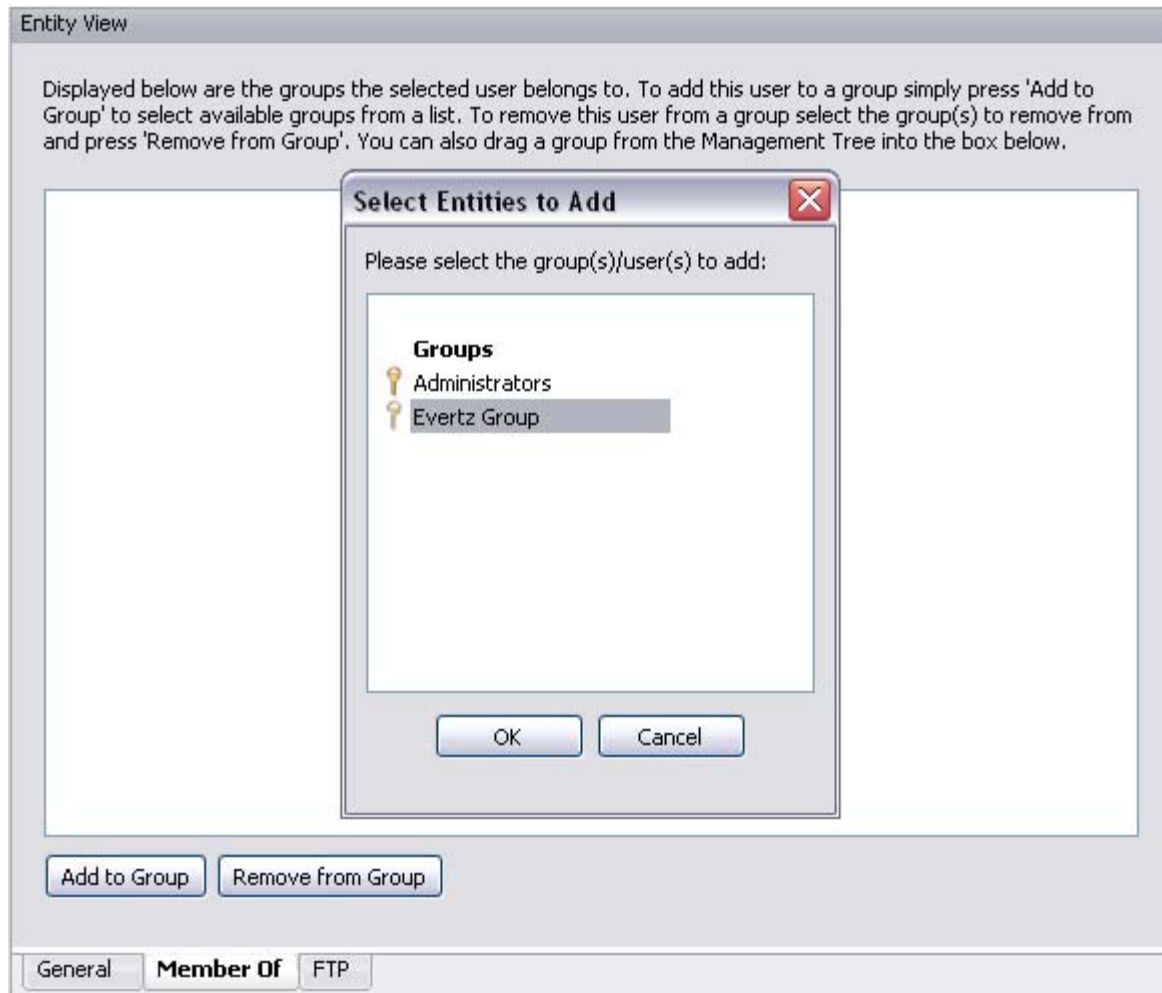 Entity View
Displayed below are the groups the selected user belongs to. To add this user to a group simply press 'Add to
Group' to select available groups from a list. To remove this user from a group select the group(s) to remove from
and press 'Remove from Group'. You can also drag a group from the Management Tree into the box below.
Select Entities to Add
Please select the group(s)/user(s) to add:
Groups
Administrators
Evertz Group
OK Cancel
Add to Group Remove from Group
General Member Of FTP